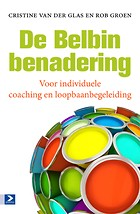 CRISTINE VAN DER GLAS EN ROB GROEN
De Belbin
benadering
Voor individuele
coaching en loopbaanbegeleiding